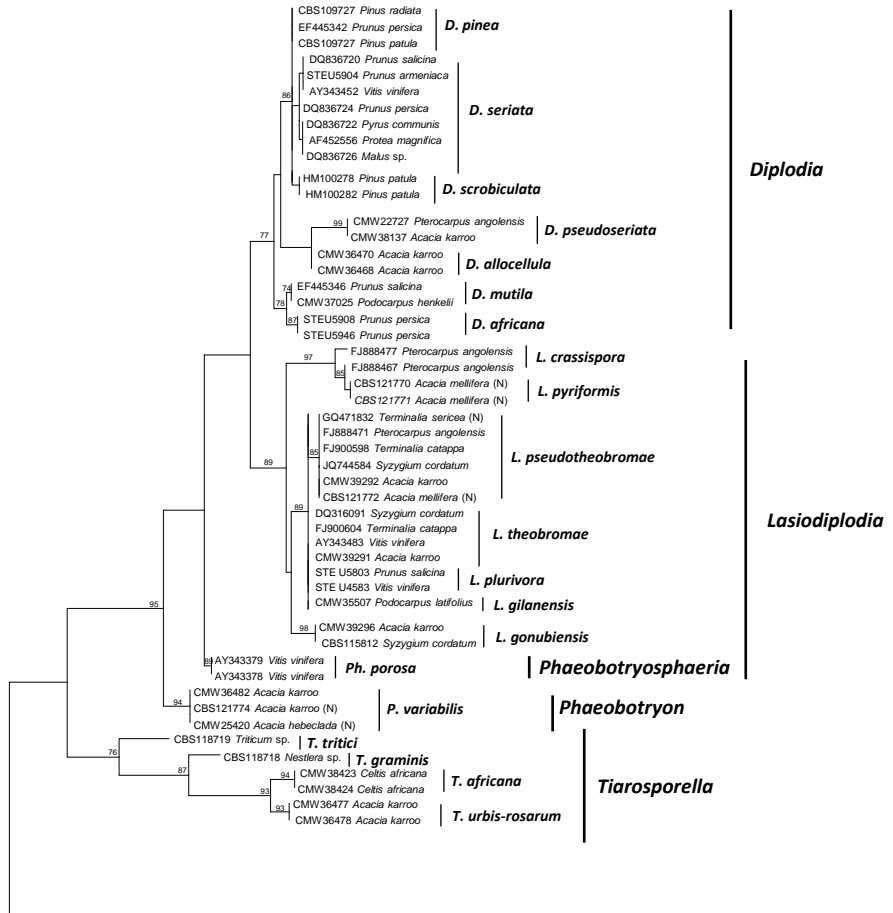 CBS109727 Pinus radiata
EF445342 Prunus persica
CBS109727 Pinus patula
D. pinea
DQ836720 Prunus salicina
STEU5904 Prunus armeniaca
AY343452 Vitis vinifera
DQ836724 Prunus persica
DQ836722 Pyrus communis
AF452556 Protea magnifica
DQ836726 Malus sp.
D. seriata
86
HM100278 Pinus patula
HM100282 Pinus patula
D. scrobiculata
Diplodia
99
CMW22727 Pterocarpus angolensis
CMW38137 Acacia karroo
D. pseudoseriata
77
CMW36470 Acacia karroo
CMW36468 Acacia karroo
D. allocellula
74
EF445346 Prunus salicina
CMW37025 Podocarpus henkelii
D. mutila
78
87
STEU5908 Prunus persica
STEU5946 Prunus persica
D. africana
97
FJ888477 Pterocarpus angolensis
L. crassispora
FJ888467 Pterocarpus angolensis
85
CBS121770 Acacia mellifera (N)
CBS121771 Acacia mellifera (N)
L. pyriformis
GQ471832 Terminalia sericea (N)
FJ888471 Pterocarpus angolensis
FJ900598 Terminalia catappa
85
JQ744584 Syzygium cordatum
CMW39292 Acacia karroo
CBS121772 Acacia mellifera (N)
L. pseudotheobromae
89
89
DQ316091 Syzygium cordatum
FJ900604 Terminalia catappa
AY343483 Vitis vinifera
CMW39291 Acacia karroo
L. theobromae
Lasiodiplodia
STE U5803 Prunus salicina
STE U4583 Vitis vinifera
L. plurivora
CMW35507 Podocarpus latifolius
L. gilanensis
98
CMW39296 Acacia karroo
CBS115812 Syzygium cordatum
L. gonubiensis
95
89
AY343379 Vitis vinifera
AY343378 Vitis vinifera
Ph. porosa
Phaeobotryosphaeria
94
CMW36482 Acacia karroo
CBS121774 Acacia karroo (N)
CMW25420 Acacia hebeclada (N)
P. variabilis
Phaeobotryon
76
CBS118719 Triticum sp.
T. tritici
87
CBS118718 Nestlera sp.
T. graminis
94
CMW38423 Celtis africana
CMW38424 Celtis africana
T. africana
93
93
CMW36477 Acacia karroo
CMW36478 Acacia karroo
T. urbis-rosarum
Tiarosporella